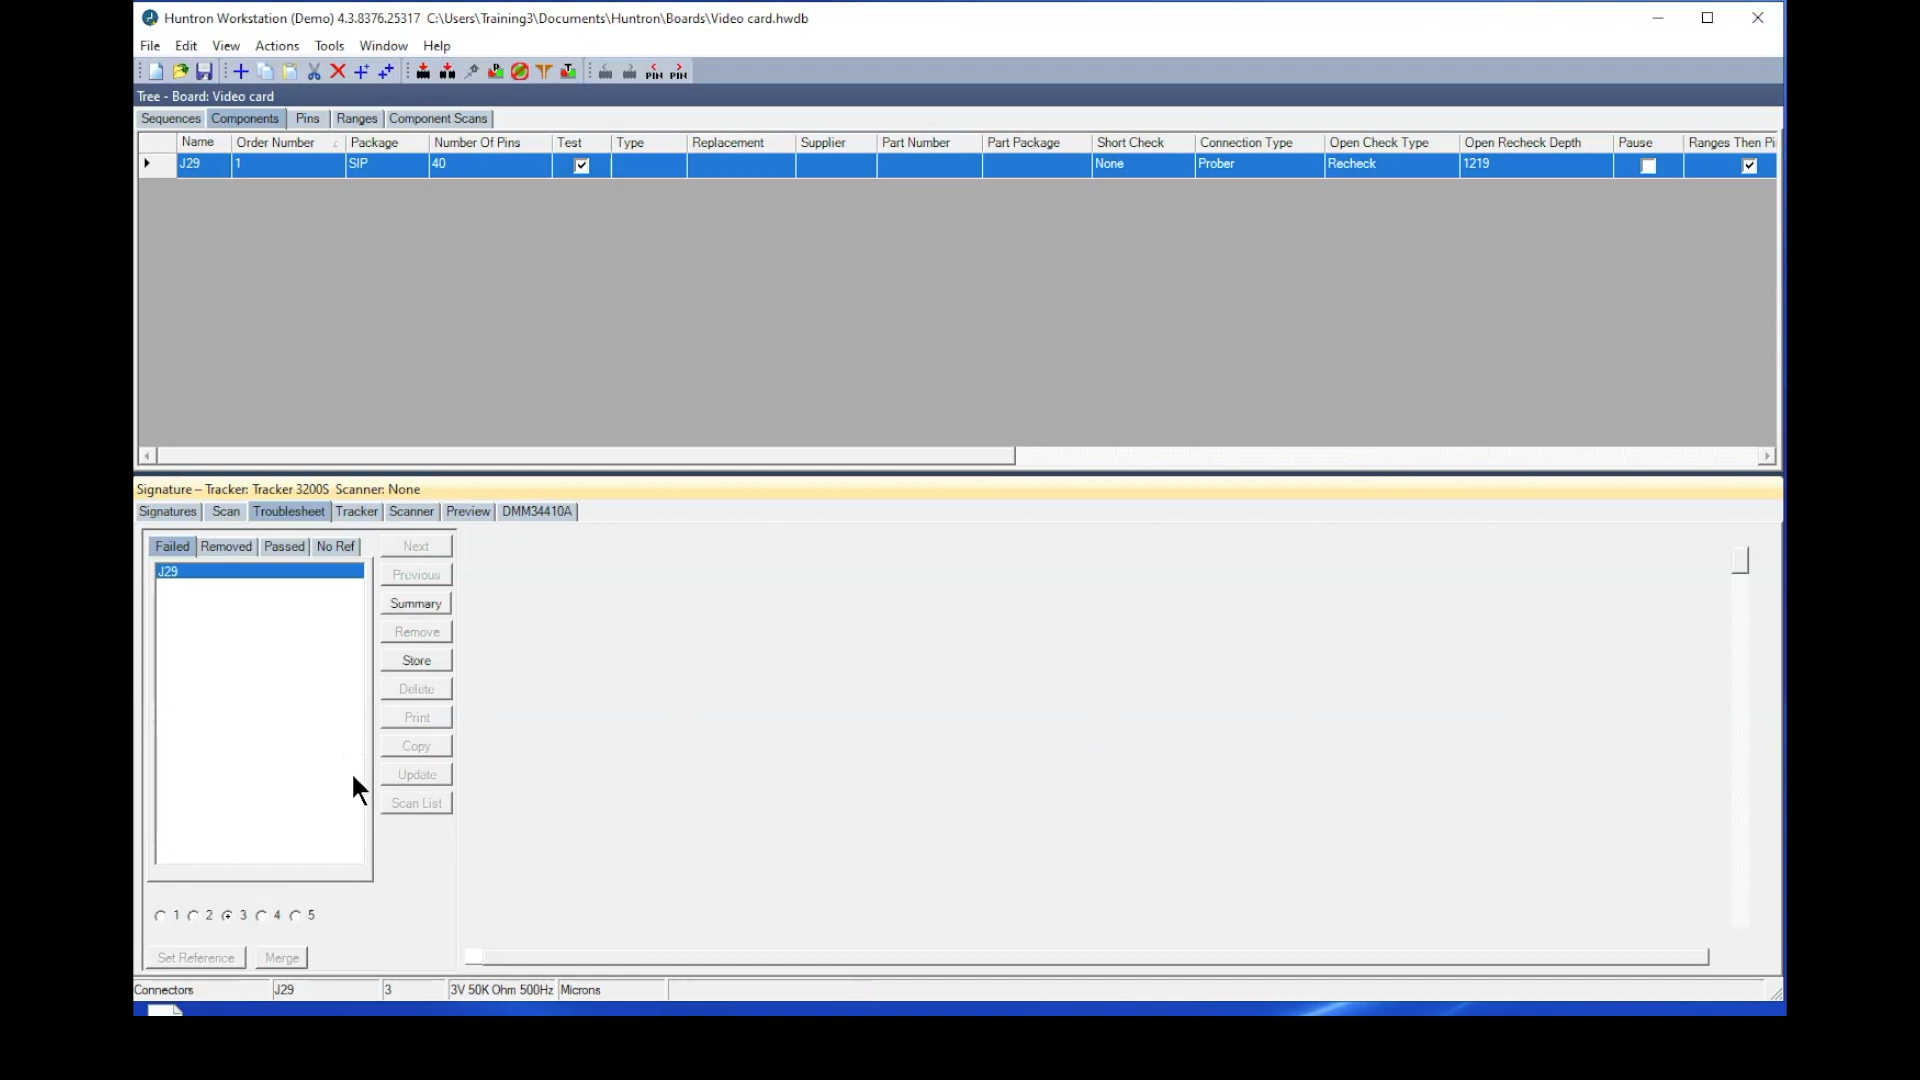 Huntron Workstation (Demo) 4.3.8376.25317 C:\Users\Training3\Documents\Huntron\Boards\Video card.hwdb
File Edit View Actions Tools Window Help
PIN PIN
Tree - Board: Video card
Sequences Components Pins Ranges Component Scans
Name Order Number Package Number Of Pins Test Type Replacement Supplier Part Number Part Package Short Check Connection Type Open Check Type Open Recheck Depth Pause Ranges Then Pi
J29 1 SIP 40 None Prober Recheck 1219
Signature – Tracker: Tracker 3200S Scanner: None
Signatures Scan Troublesheet Tracker Scanner Preview DMM34410A
Failed Removed Passed No Ref Next
J29
Previous
Summary
Remove
Store
Delete
Print
Copy
Update
Scan List
1 2 3 4 5
Set Reference Merge
Connectors J29 3 3V 50K Ohm 500Hz Microns